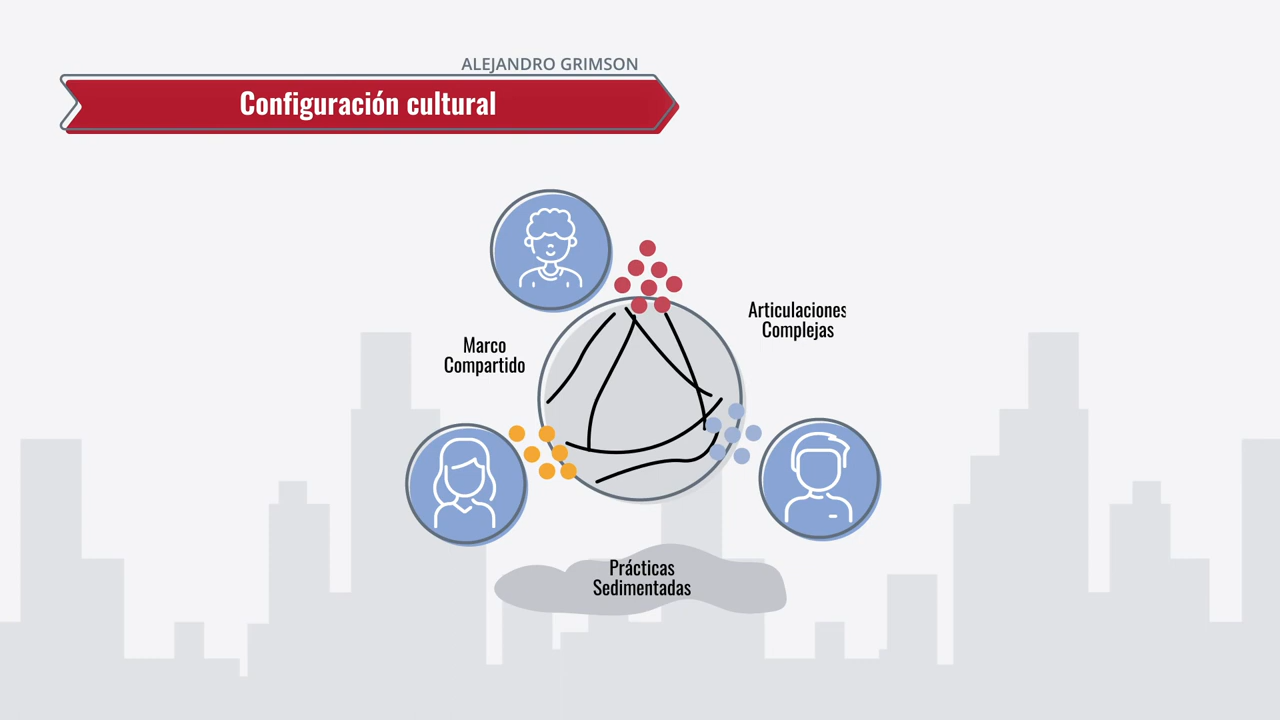 ALEJANDRO GRIMSON
Configuración cultural
Articulaciones
Complejas
Marco
Compartido
Prácticas
Sedimentadas